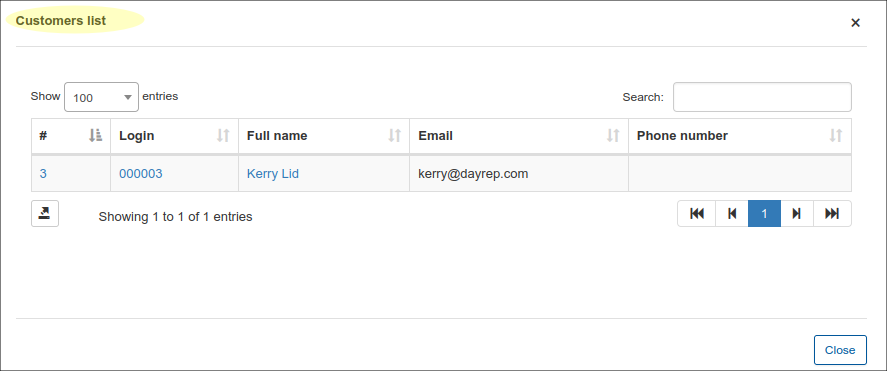 Customers list
Show 100 entries Search:
# Login Full name Email Phone number
3 000003 Kerry Lid kerry@dayrep.com
Showing 1 to 1 of 1 entries 1
Close